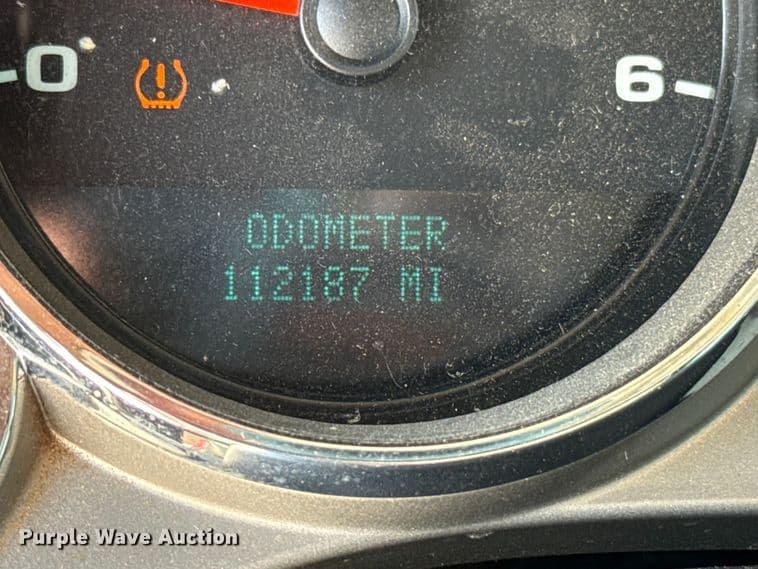 0
6
ODOMETER
112187 MI
Purple Wave Auction